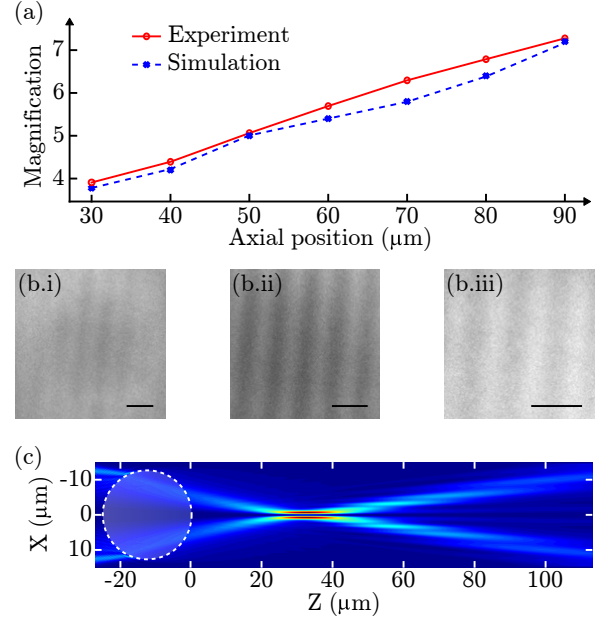 (a)
Magnification
7
6
5
4
Experiment
Simulation
30 40 50 60 70 80 90
Axial position (μm)
(b.i) (b.ii) (b.iii)
(c)
X (μm)
-10
0
10
-20 0 20 40 60 80 100
Z (μm)